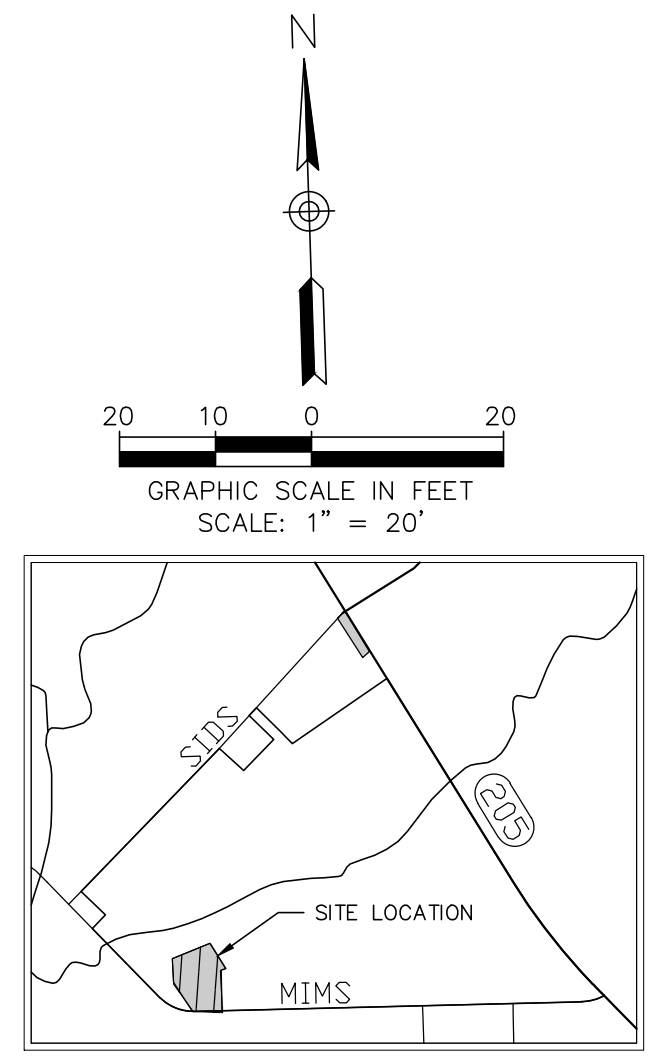 N
20 10 0 20
GRAPHIC SCALE IN FEET
SCALE: 1" = 20'
SIDS
205
SITE LOCATION
MIMS